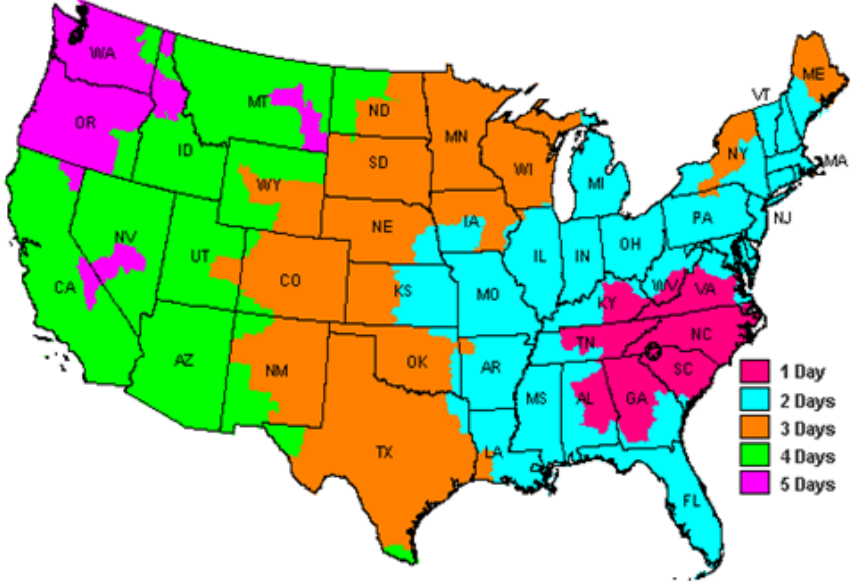 WA
OR
ID
MT
ND
SD
MN
WI
WY
NE
IA
NV
UT
CO
KS
CA
AZ
NM
OK
TX
MO
AR
LA
MS
IL
IN
OH
MI
KY
TN
AL
GA
FL
SC
NC
VA
WV
PA
NY
NJ
VT
ME
MA
1 Day
2 Days
3 Days
4 Days
5 Days